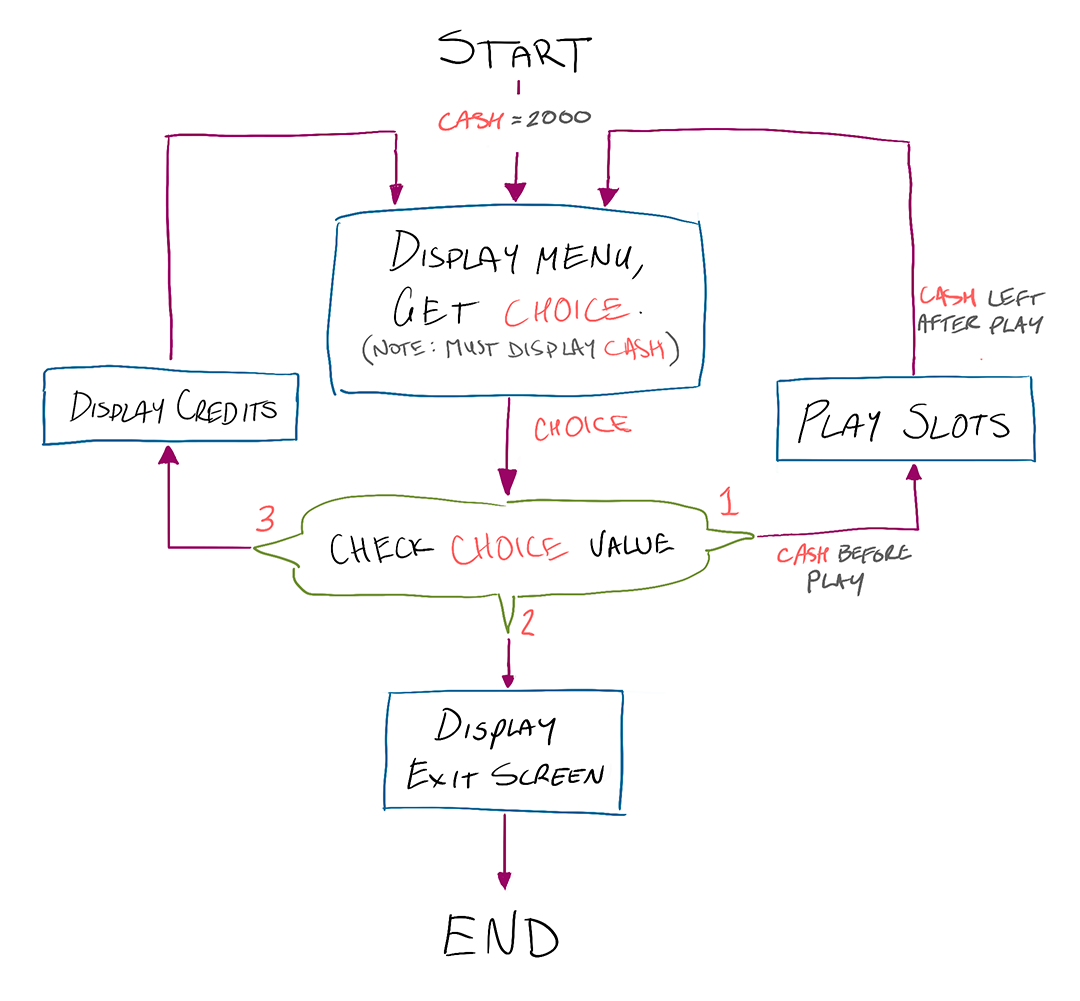 START
CASH = 2000
DISPLAY MENU,
GET CHOICE.
(NOTE: MUST DISPLAY CASH)
CASH LEFT
AFTER PLAY
DISPLAY CREDITS
PLAY SLOTS
CHOICE
3
1
CHECK CHOICE VALUE
CASH BEFORE
PLAY
2
DISPLAY
EXIT SCREEN
END